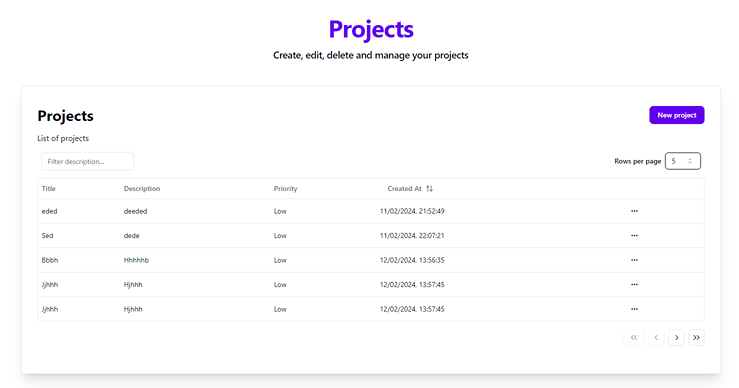 Projects
Create, edit, delete and manage your projects
Projects
New project
List of projects
Filter description...
Rows per page 5
Title Description Priority Created At
eded deeded Low 11/02/2024. 21:52:49 ...
Sed dede Low 11/02/2024. 22:07:21 ...
Bbbh Hhhhhb Low 12/02/2024. 13:56:35 ...
Jjhhh Hjhhh Low 12/02/2024. 13:57:45 ...
Jjhhh Hjhhh Low 12/02/2024. 13:57:45 ...